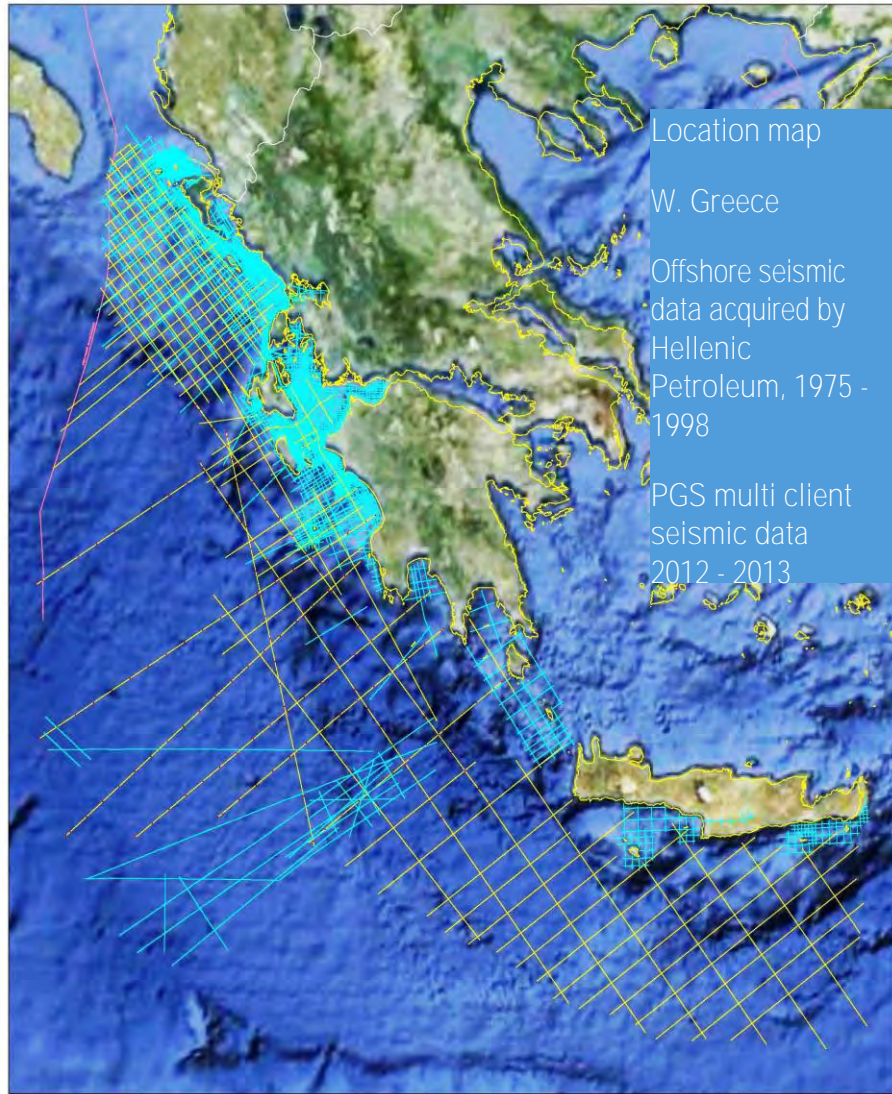 Location map
W. Greece
Offshore seismic
data acquired by
Hellenic
Petroleum, 1975 -
1998
PGS multi client
seismic data
2012 - 2013